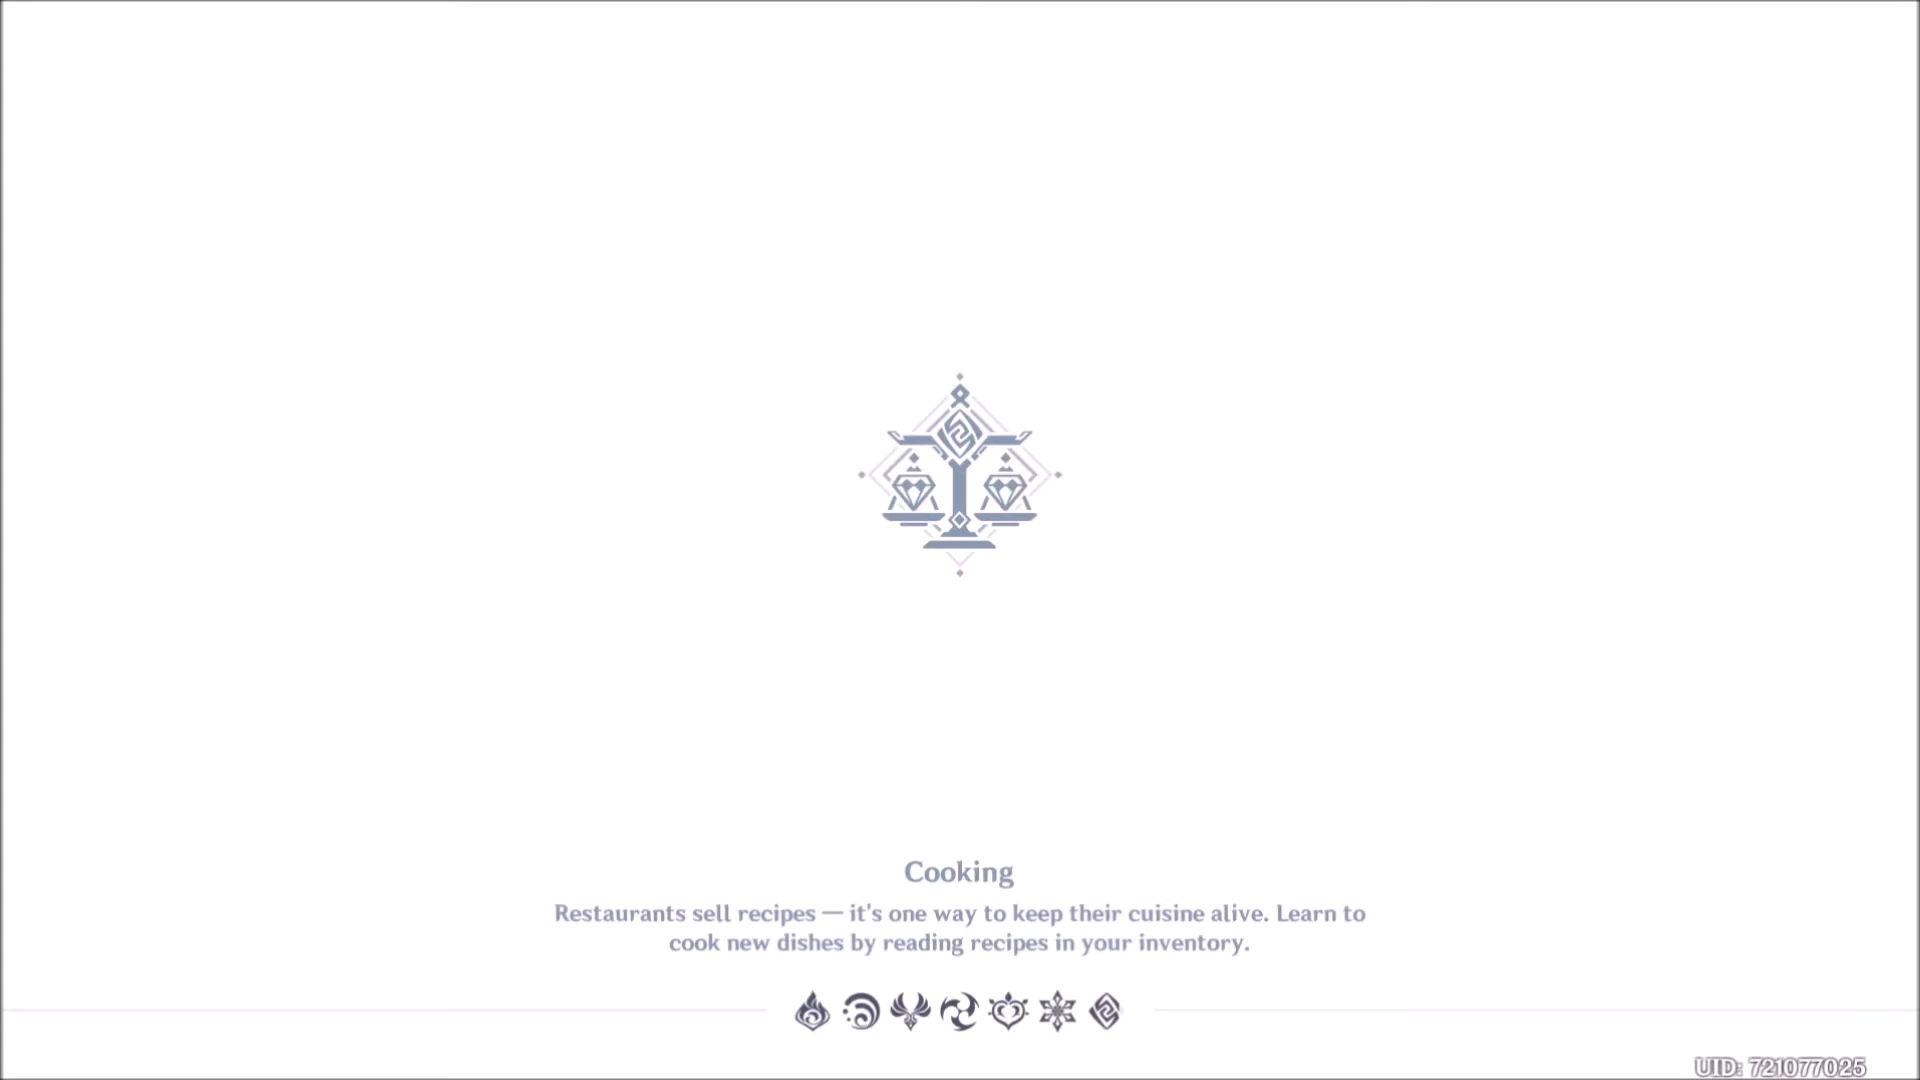 Cooking
Restaurants sell recipes — it's one way to keep their cuisine alive. Learn to
cook new dishes by reading recipes in your inventory.
UID: 721077025